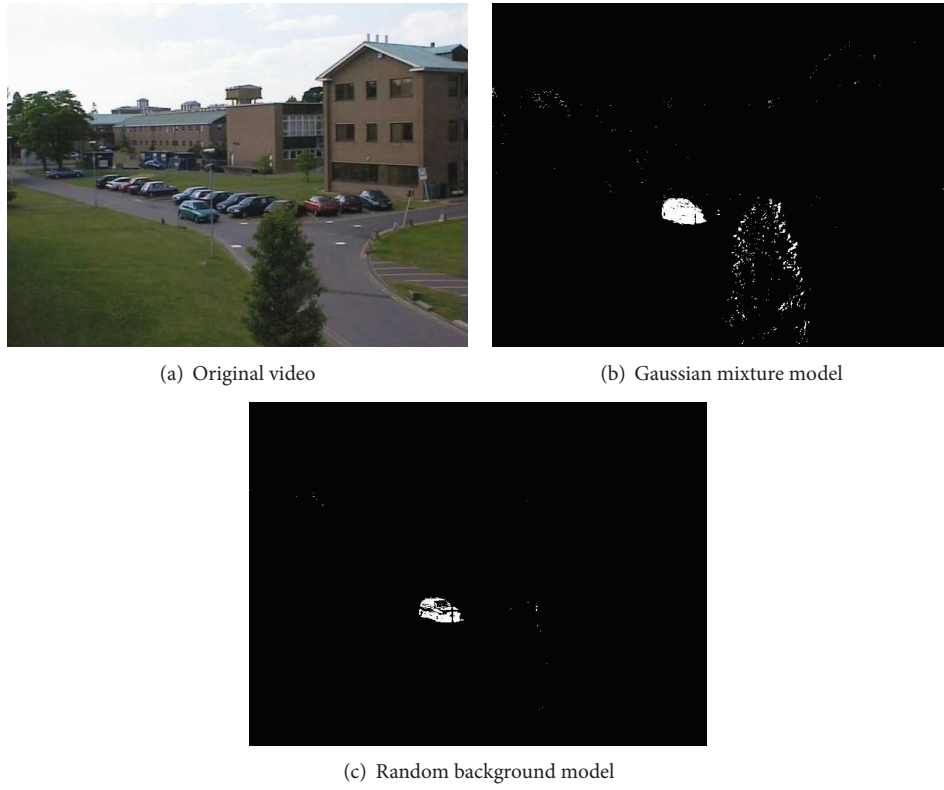 (a) Original video
(b) Gaussian mixture model
(c) Random background model